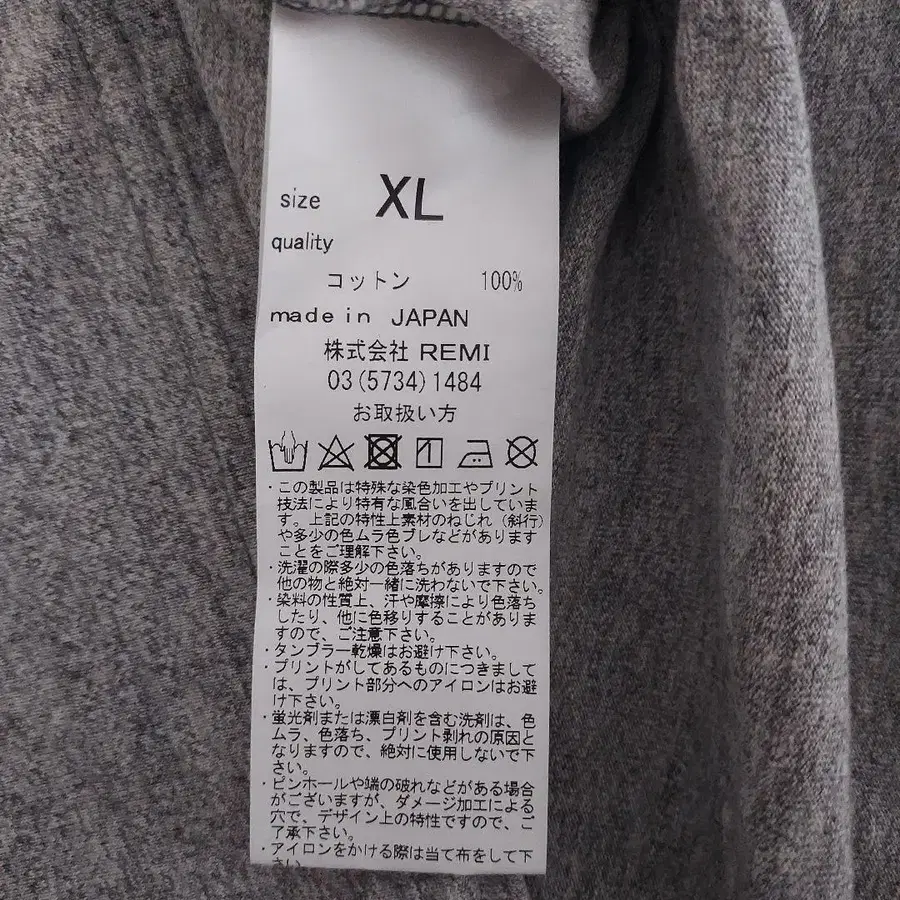 size XL
quality
コットン 100%
made in JAPAN
株式会社 REMI
03(5734)1484
お取扱い方
・この製品は特殊な染色加工やプリント
技法により特有な風合いを出していま
す。上記の特性上素材のねじれ（斜行）
や多少の色ムラ色ブレなどがあります
ことをご理解下さい。
・洗濯の際多少の色落ちがありますので
他の物と絶対一緒に洗わないで下さい。
・染料の性質上、汗や摩擦により色落ち
したり、他に色移りすることがありま
すので、ご注意下さい。
・タンブラー乾燥はお避け下さい。
・プリントがしてあるものにつきまして
は、プリント部分へのアイロンはお避
け下さい。
・蛍光剤または漂白剤を含む洗剤は、色
ムラ、色落ち、プリント剥れの原因と
なりますので、絶対に使用しないで下
さい。
・ピンホールや端の破れなどがある場合
がございますが、ダメージ加工による
穴で、デザイン上の特性ですので、ご
了承下さい。
・アイロンをかける際は当て布をして下
さい。